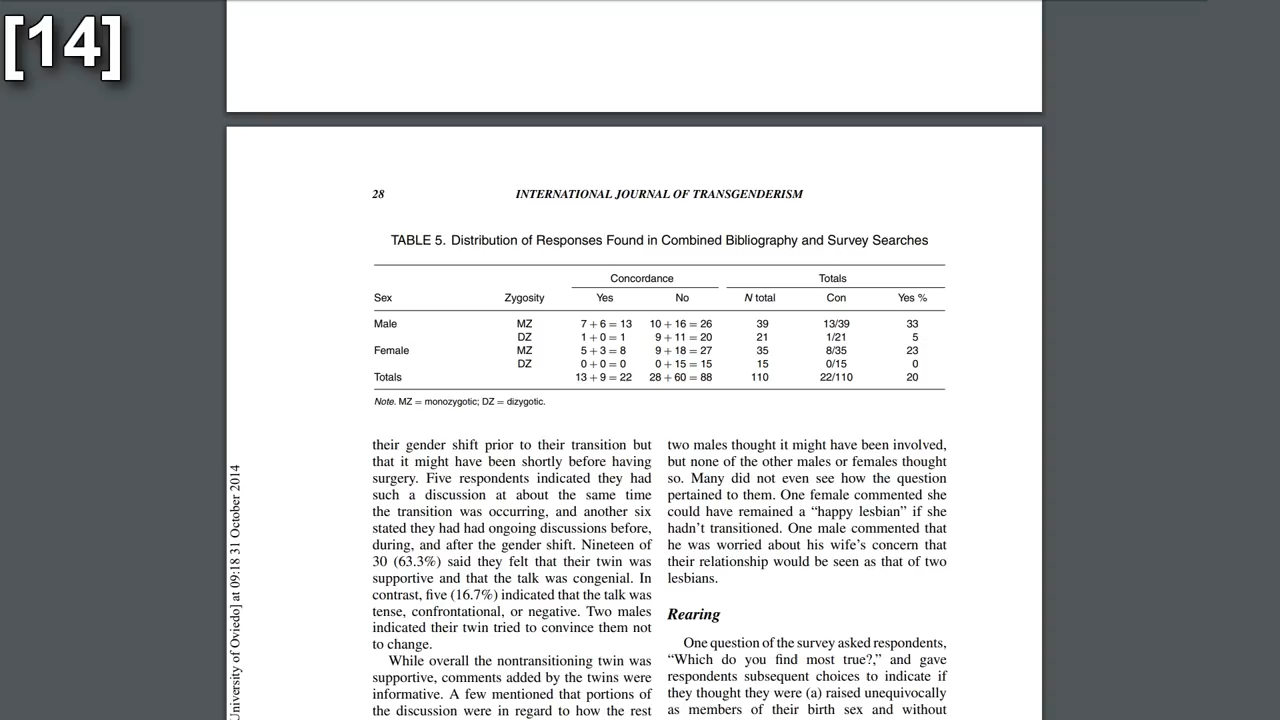 [14]
28 INTERNATIONAL JOURNAL OF TRANSGENDERISM
TABLE 5. Distribution of Responses Found in Combined Bibliography and Survey Searches
Concordance Totals
Sex Zygosity Yes No N total Con Yes %
Male MZ 7 + 6 = 13 10 + 16 = 26 39 13/39 33
DZ 1 + 0 = 1 9 + 11 = 20 21 1/21 5
Female MZ 5 + 3 = 8 9 + 18 = 27 35 8/35 23
DZ 0 + 0 = 0 0 + 15 = 15 15 0/15 0
Totals 13 + 9 = 22 28 + 60 = 88 110 22/110 20
Note. MZ = monozygotic; DZ = dizygotic.
their gender shift prior to their transition but
that it might have been shortly before having
surgery. Five respondents indicated they had
such a discussion at about the same time
the transition was occurring, and another six
stated they had had ongoing discussions before,
during, and after the gender shift. Nineteen of
30 (63.3%) said they felt that their twin was
supportive and that the talk was congenial. In
contrast, five (16.7%) indicated that the talk was
tense, confrontational, or negative. Two males
indicated their twin tried to convince them not
to change.
While overall the nontransitioning twin was
supportive, comments added by the twins were
informative. A few mentioned that portions of
the discussion were in regard to how the rest
two males thought it might have been involved,
but none of the other males or females thought
so. Many did not even see how the question
pertained to them. One female commented she
could have remained a “happy lesbian” if she
hadn’t transitioned. One male commented that
he was worried about his wife’s concern that
their relationship would be seen as that of two
lesbians.
Rearing
One question of the survey asked respondents,
“Which do you find most true?,” and gave
respondents subsequent choices to indicate if
they thought they were (a) raised unequivocally
as members of their birth sex and without
University of Oviedo] at 09:18 31 October 2014